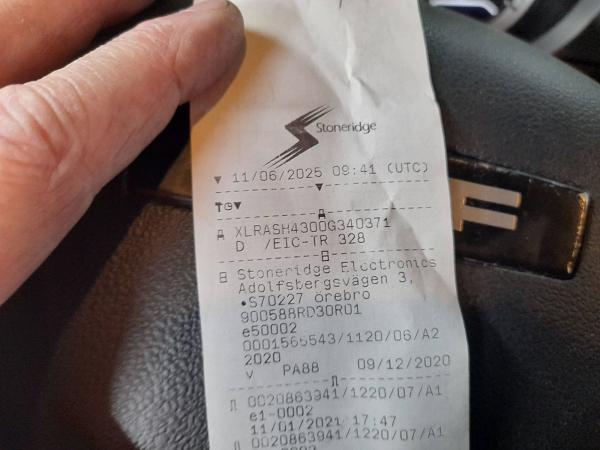 Stoneridge
▼ 11/06/2025 09:41 (UTC)
XLRASH4300G340371
D /EIC-TR 328
Stoneridge Electronics
Adolfsbergsvägen 3,
•S70227 örebro
900588RD30R01
e50002
0001565543/1120/06/A2
2020
v PA88 09/12/2020
0020863941/1220/07/A1
e1-0002
11/01/2021 17:47
0020863941/1220/07/A1
F